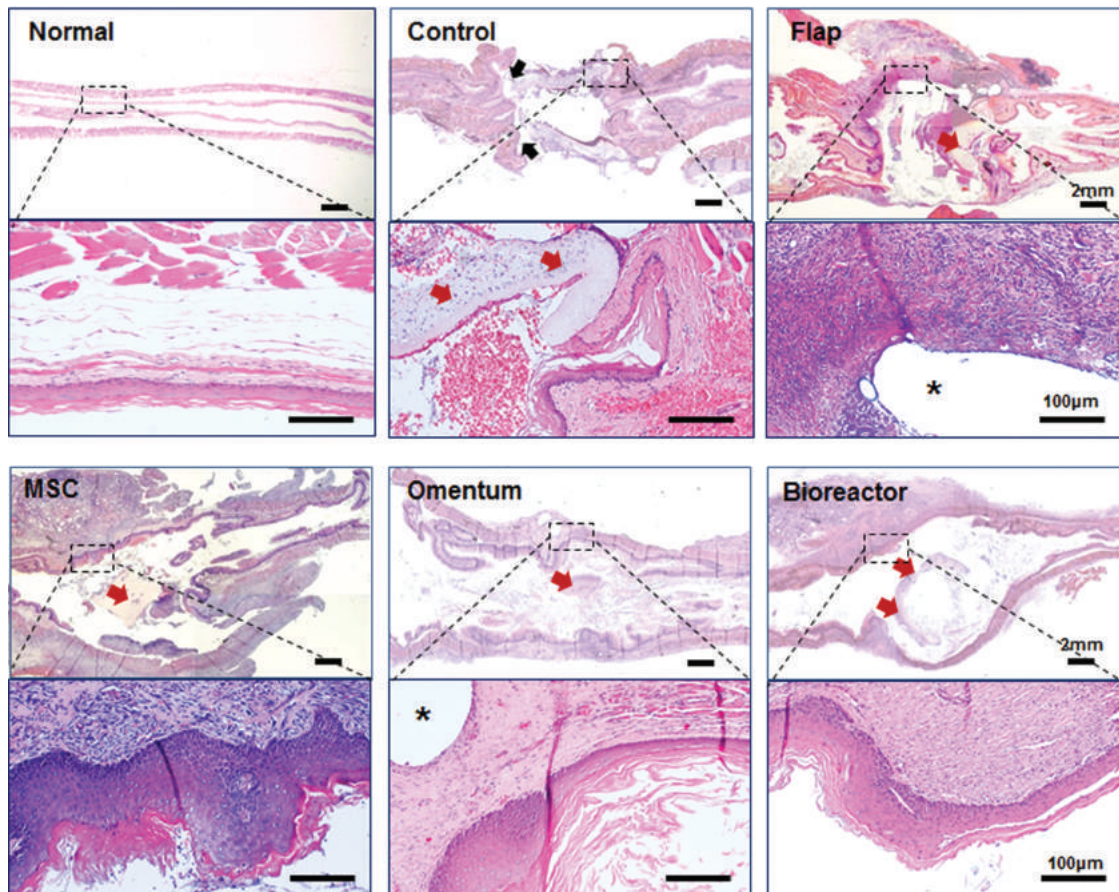 Normal
Control
Flap
2mm
*
100µm
MSC
Omentum
Bioreactor
2mm
*
100µm